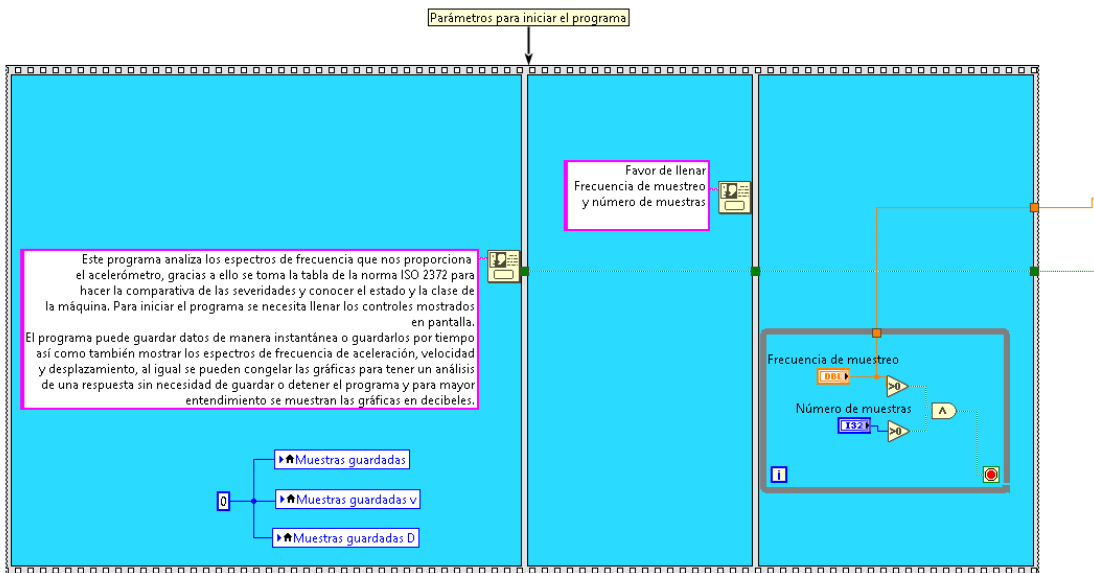 Parámetros para iniciar el programa
Favor de llenar
Frecuencia de muestreo
y número de muestras
Este programa analiza los espectros de frecuencia que nos proporciona
el acelerómetro, gracias a ello se toma la tabla de la norma ISO 2372 para
hacer la comparativa de las severidades y conocer el estado y la clase de
la máquina. Para iniciar el programa se necesita llenar los controles mostrados
en pantalla.
El programa puede guardar datos de manera instantánea o guardarlos por tiempo
así como también mostrar los espectros de frecuencia de aceleración, velocidad
y desplazamiento, al igual se pueden congelar las gráficas para tener un análisis
de una respuesta sin necesidad de guardar o detener el programa y para mayor
entendimiento se muestran las gráficas en decibeles.
Frecuencia de muestreo
DBL
>0
Número de muestras
I32
>0
Λ
i
0
Muestras guardadas
Muestras guardadas v
Muestras guardadas D